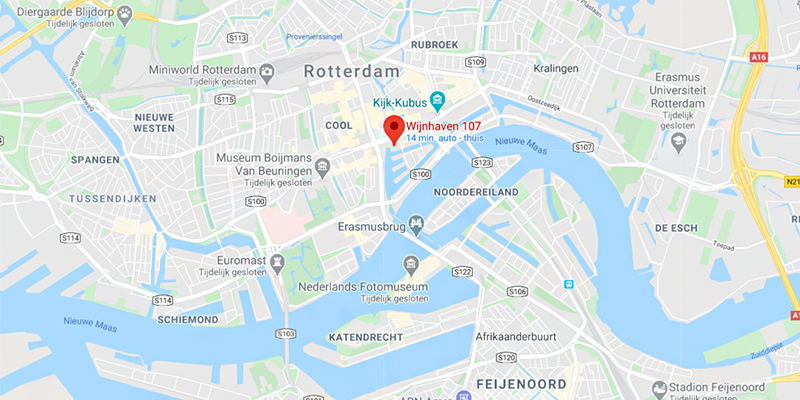 Diergaarde Blijdorp
Tijdelijk gesloten
Provenierssingel
S113
RUBROEK
Plaslaan
A16
Miniworld Rotterdam
Tijdelijk gesloten
Rotterdam
Kralingen
S115
Kijk-Kubus
Erasmus
Universiteit
Rotterdam
Tijdelijk gesloten
Oostzeedijk
NIEUWE
WESTEN
COOL
Wijnhaven 107
14 min. auto - thuis
Nieuwe Maas
SPANGEN
Museum Boijmans
Van Beuningen
Tijdelijk gesloten
S123
S100
N21
TUSSENDIJKEN
S100
NOORDEREILAND
S114
Erasmusbrug
DE ESCH
Toepad
Euromast
Tijdelijk gesloten
S122
Nederlands Fotomuseum
Tijdelijk gesloten
S106
S114
SCHIEMOND
Nieuwe Maas
S103
KATENDRECHT
Afrikaanderbuurt
Zuiddiepje
S120
FEIJENOORD
Stadion Feijenoord
Tijdelijk gesloten